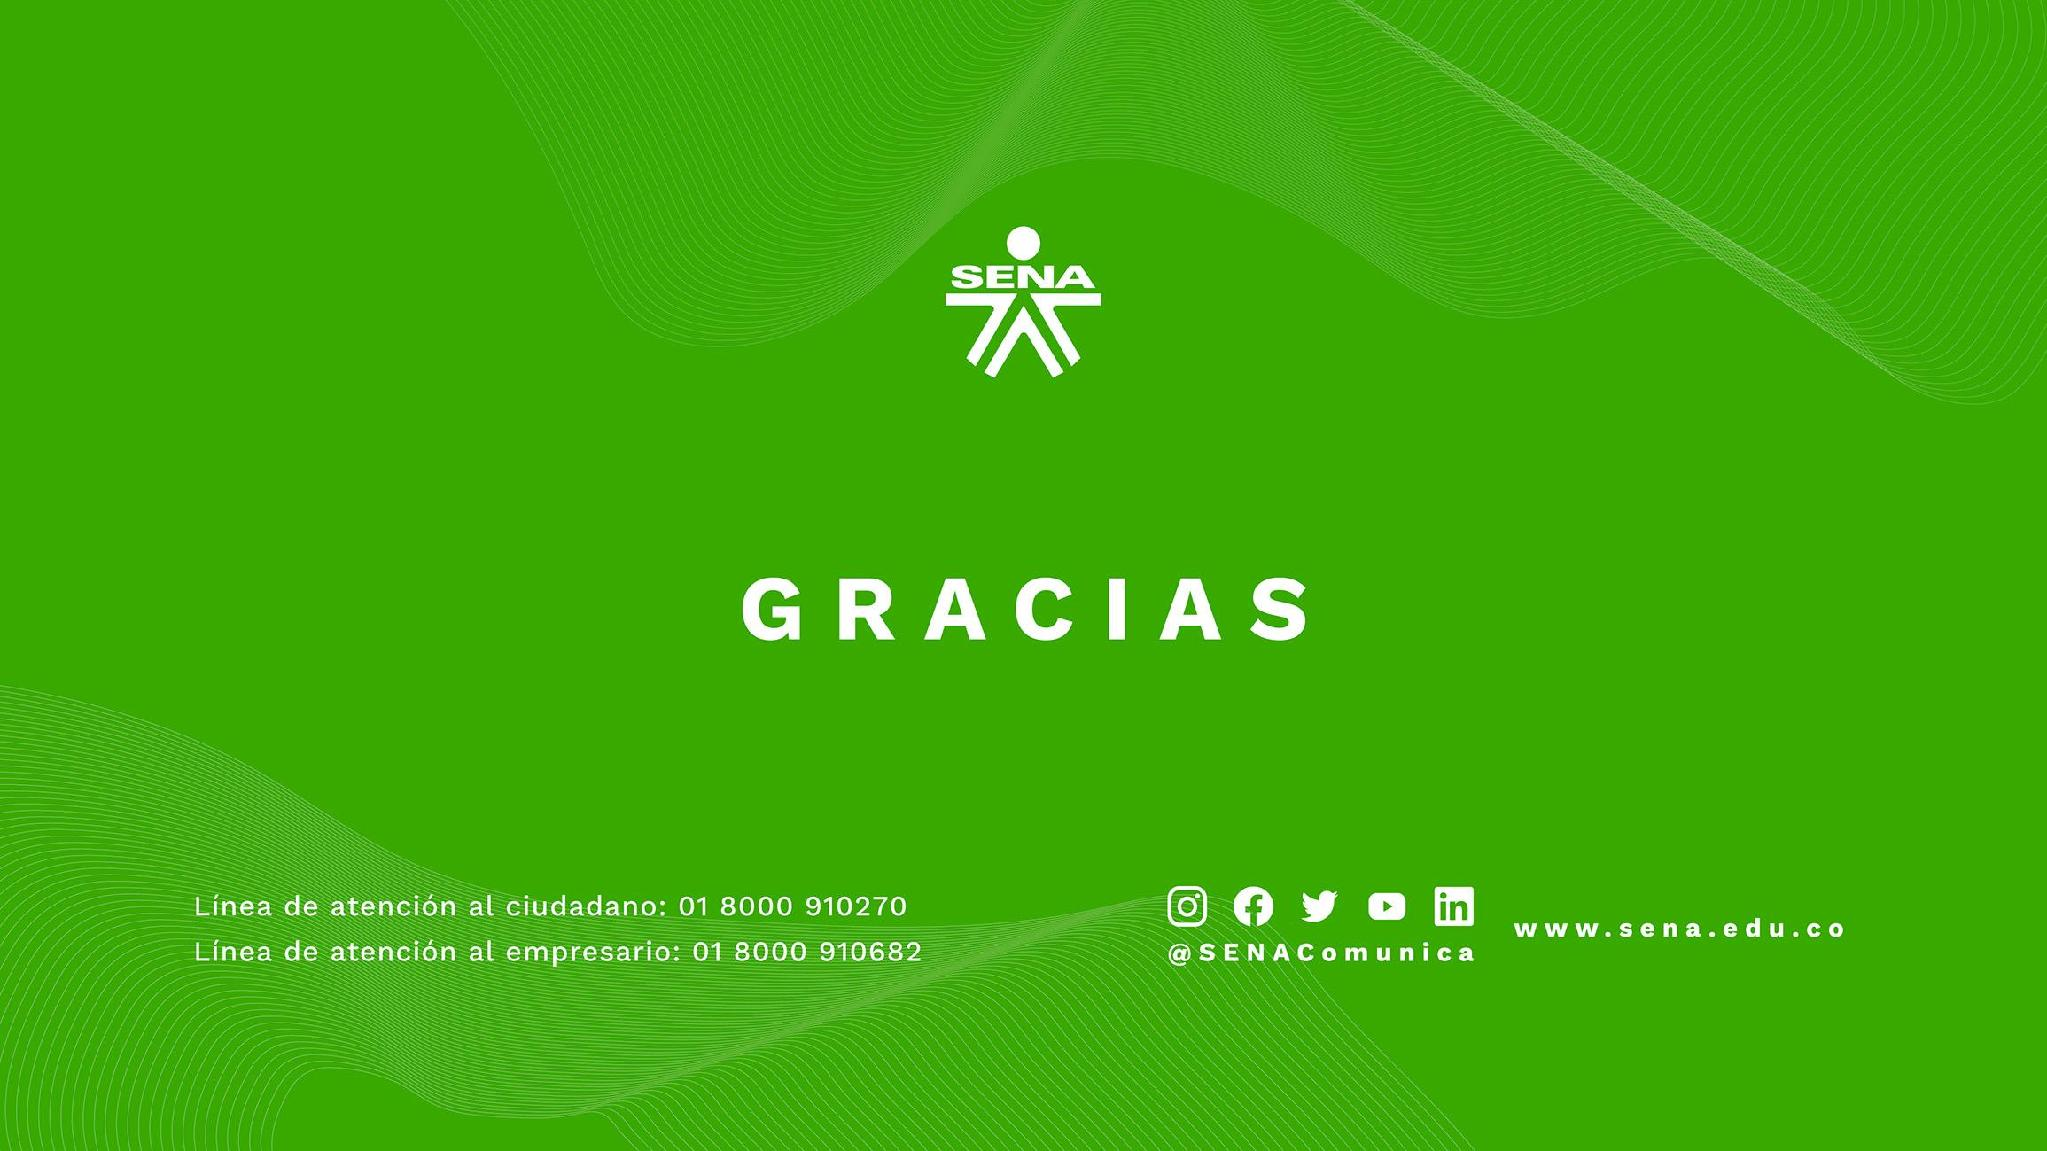 SENA
GRACIAS
Línea de atención al ciudadano: 01 8000 910270
Línea de atención al empresario: 01 8000 910682
@SENAComunica
www.sena.edu.co